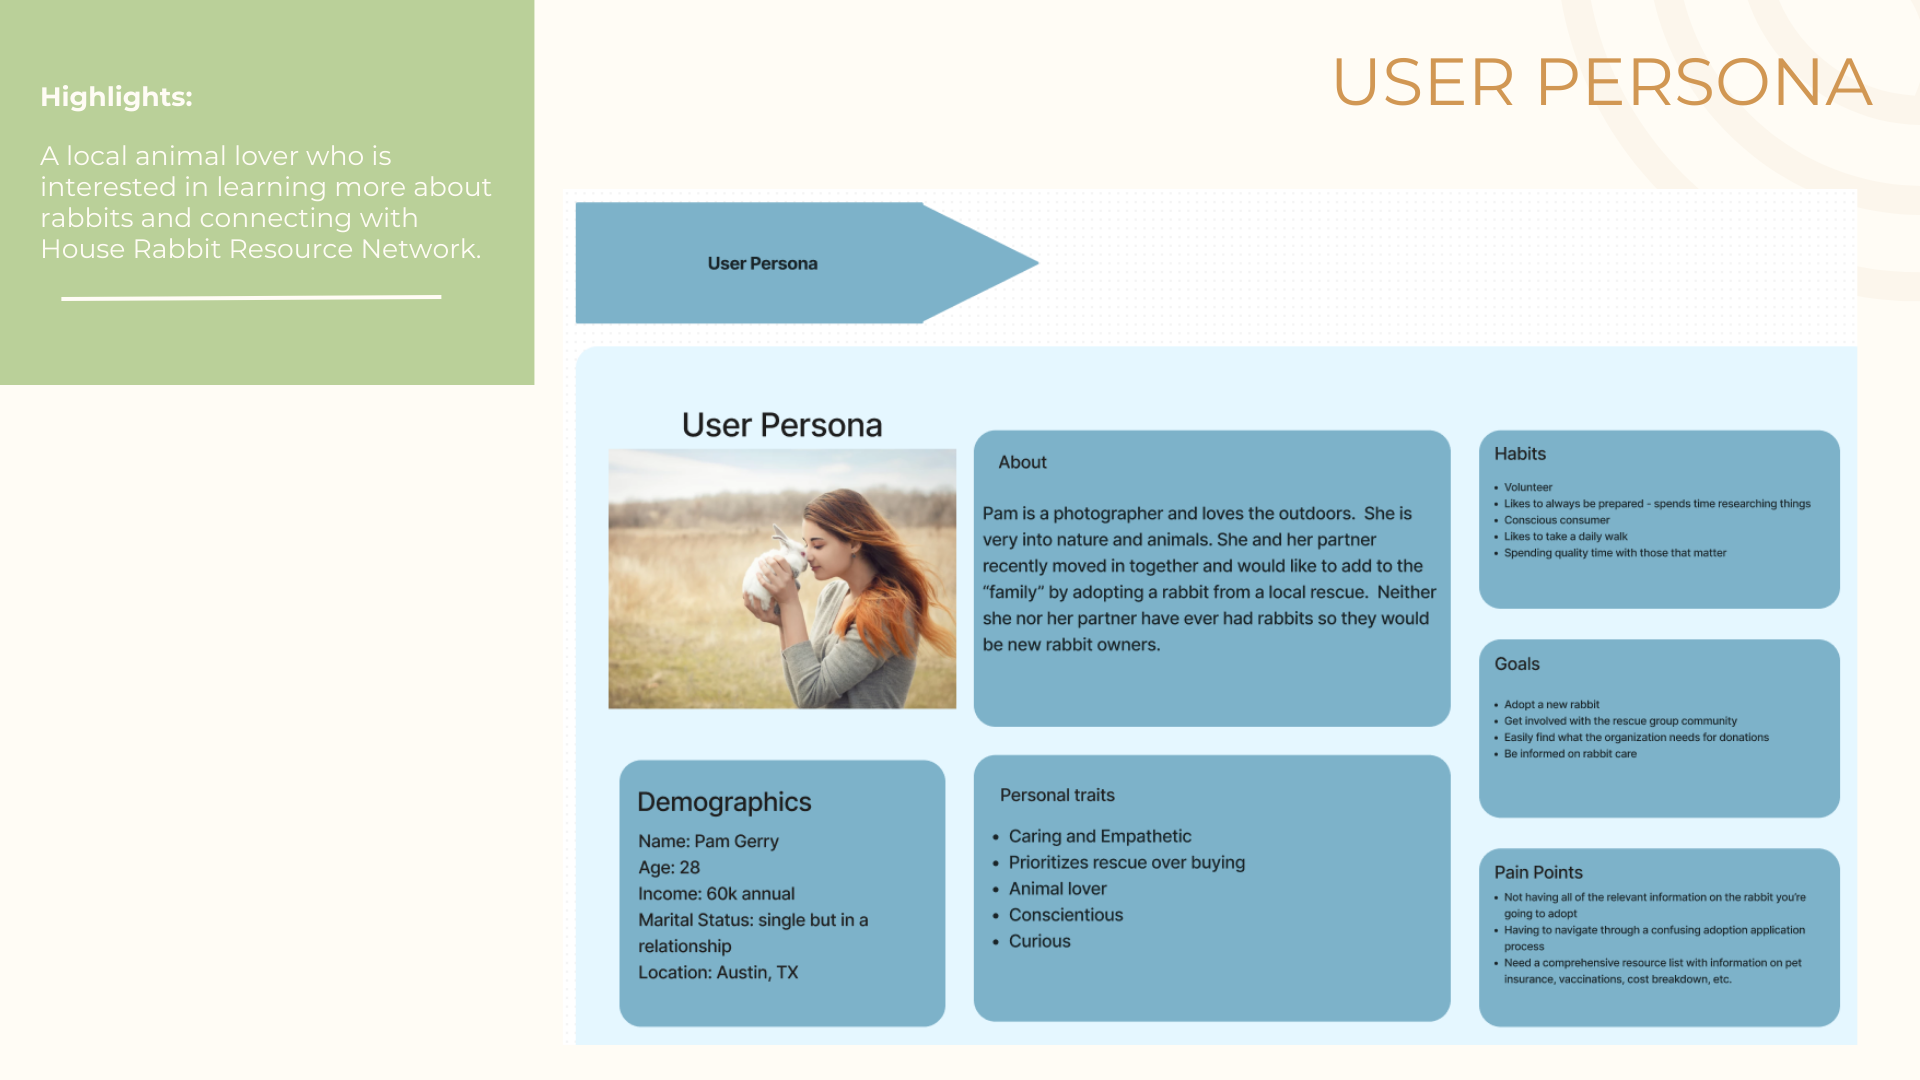 Highlights:
A local animal lover who is
interested in learning more about
rabbits and connecting with
House Rabbit Resource Network.
USER PERSONA
User Persona
User Persona
About
Pam is a photographer and loves the outdoors.  She is
very into nature and animals. She and her partner
recently moved in together and would like to add to the
“family” by adopting a rabbit from a local rescue.  Neither
she nor her partner have ever had rabbits so they would
be new rabbit owners.
Demographics
Name: Pam Gerry
Age: 28
Income: 60k annual
Marital Status: single but in a
relationship
Location: Austin, TX
Personal traits
• Caring and Empathetic
• Prioritizes rescue over buying
• Animal lover
• Conscientious
• Curious
Habits
• Volunteer
• Likes to always be prepared - spends time researching things
• Conscious consumer
• Likes to take a daily walk
• Spending quality time with those that matter
Goals
• Adopt a new rabbit
• Get involved with the rescue group community
• Easily find what the organization needs for donations
• Be informed on rabbit care
Pain Points
• Not having all of the relevant information on the rabbit you're
going to adopt
• Having to navigate through a confusing adoption application
process
• Need a comprehensive resource list with information on pet
insurance, vaccinations, cost breakdown, etc.